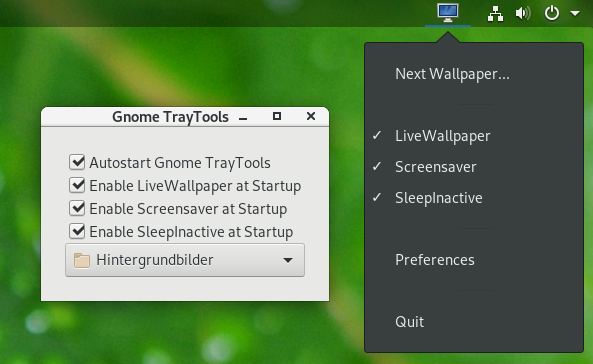 Gnome TrayTools
Autostart Gnome TrayTools
Enable LiveWallpaper at Startup
Enable Screensaver at Startup
Enable SleepInactive at Startup
Hintergrundbilder
Next Wallpaper...
LiveWallpaper
Screensaver
SleepInactive
Preferences
Quit